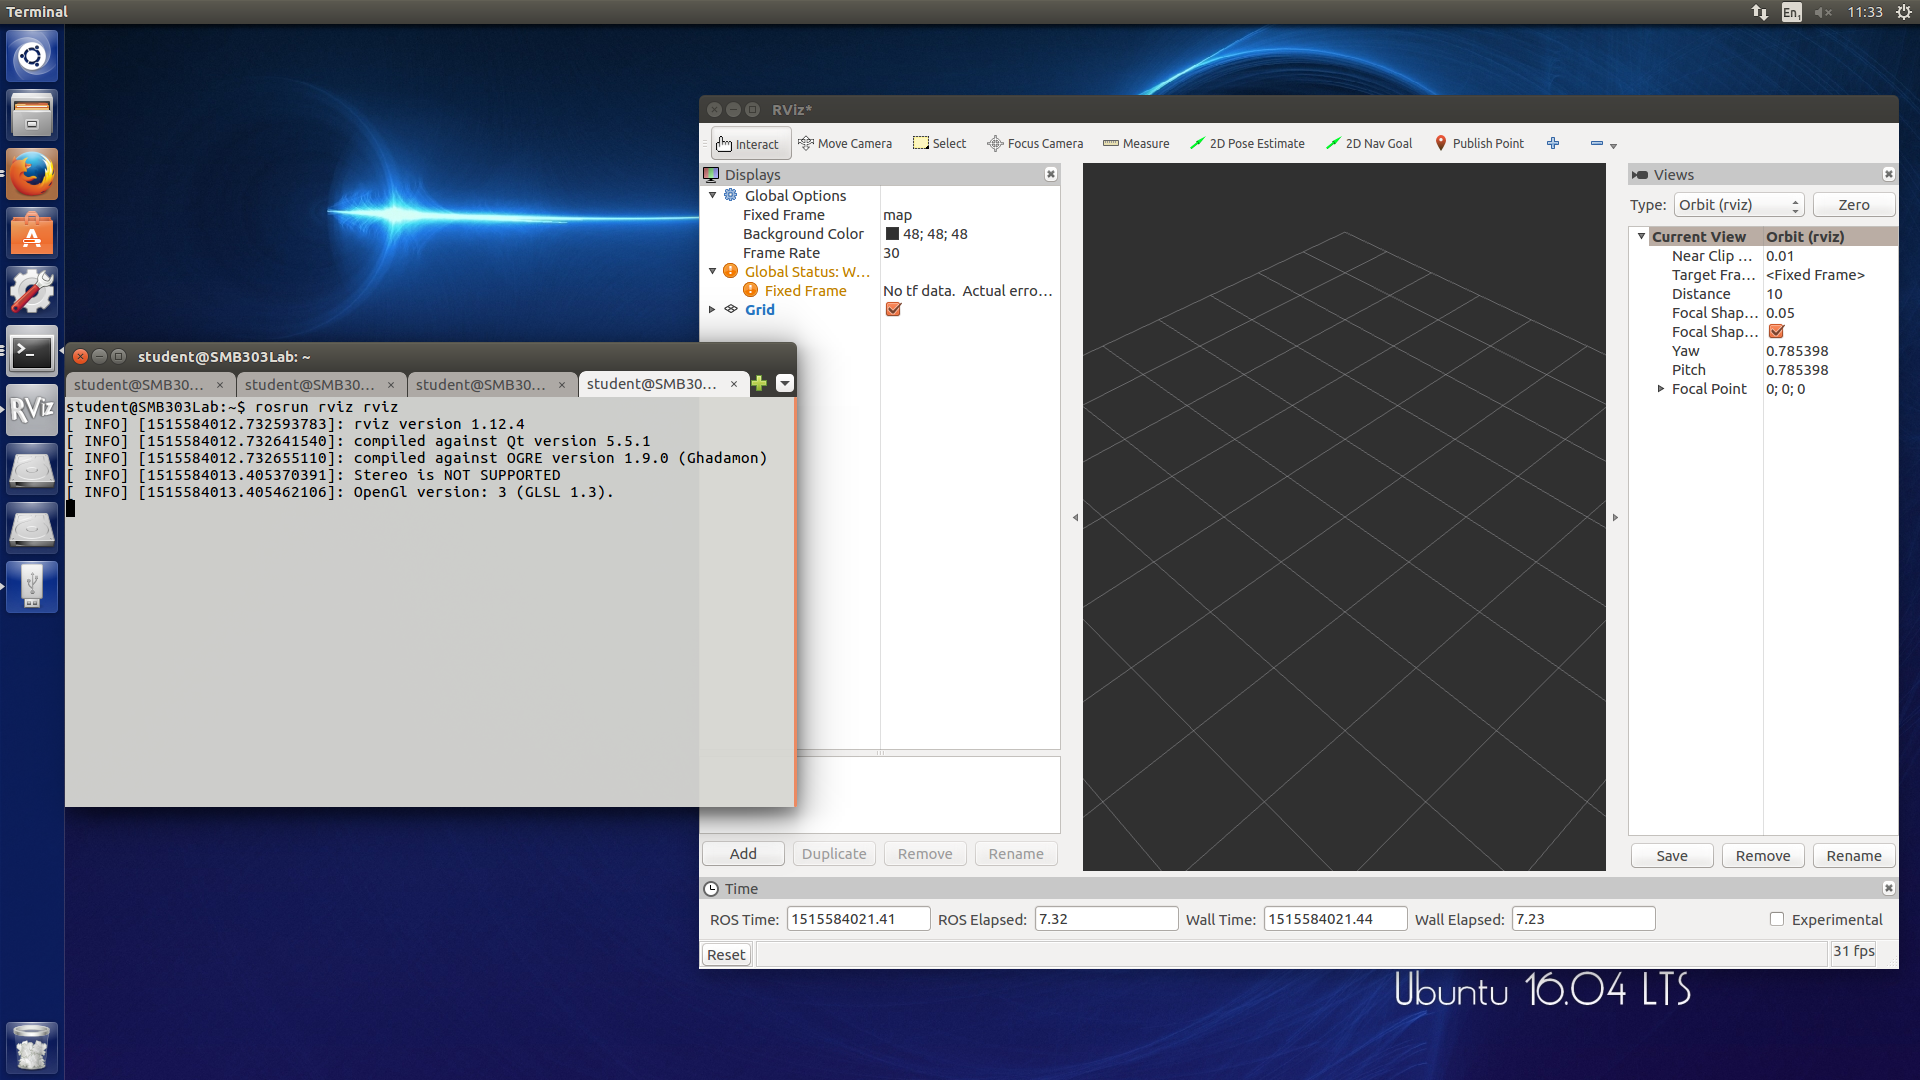 Terminal
En1
11:33
RViz*
Interact
Move Camera
Select
Focus Camera
Measure
2D Pose Estimate
2D Nav Goal
Publish Point
Displays
Global Options
Fixed Frame map
Background Color 48; 48; 48
Frame Rate 30
Global Status: W...
Fixed Frame No tf data. Actual erro...
Grid
Views
Type: Orbit (rviz) Zero
Current View Orbit (rviz)
Near Clip ... 0.01
Target Fra... <Fixed Frame>
Distance 10
Focal Shap... 0.05
Focal Shap...
Yaw 0.785398
Pitch 0.785398
Focal Point 0; 0; 0
RViz
student@SMB303Lab: ~
student@SMB30... × student@SMB30... × student@SMB30... × student@SMB30... ×
student@SMB303Lab:~$ rosrun rviz rviz
[ INFO] [1515584012.732593783]: rviz version 1.12.4
[ INFO] [1515584012.732641540]: compiled against Qt version 5.5.1
[ INFO] [1515584012.732655110]: compiled against OGRE version 1.9.0 (Ghadamon)
[ INFO] [1515584013.405370391]: Stereo is NOT SUPPORTED
[ INFO] [1515584013.405462106]: OpenGl version: 3 (GLSL 1.3).
Add Duplicate Remove Rename
Save Remove Rename
Time
ROS Time: 1515584021.41 ROS Elapsed: 7.32 Wall Time: 1515584021.44 Wall Elapsed: 7.23 Experimental
Reset
31 fps
Ubuntu 16.04 LTS